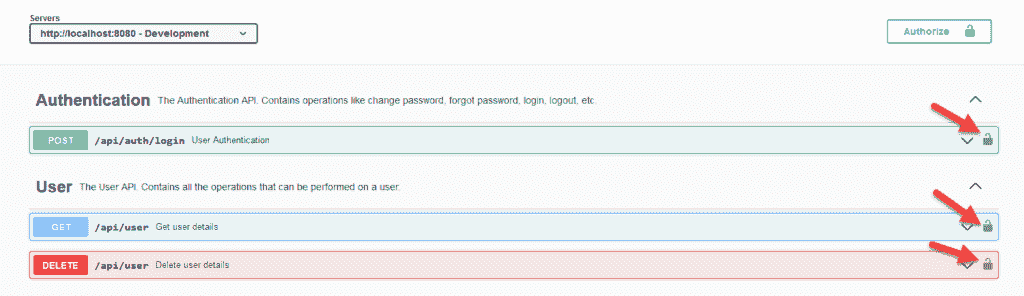 Servers
http://localhost:8080 - Development
Authorize
Authentication The Authentication API. Contains operations like change password, forgot password, login, logout, etc.
POST /api/auth/login User Authentication
User The User API. Contains all the operations that can be performed on a user.
GET /api/user Get user details
DELETE /api/user Delete user details